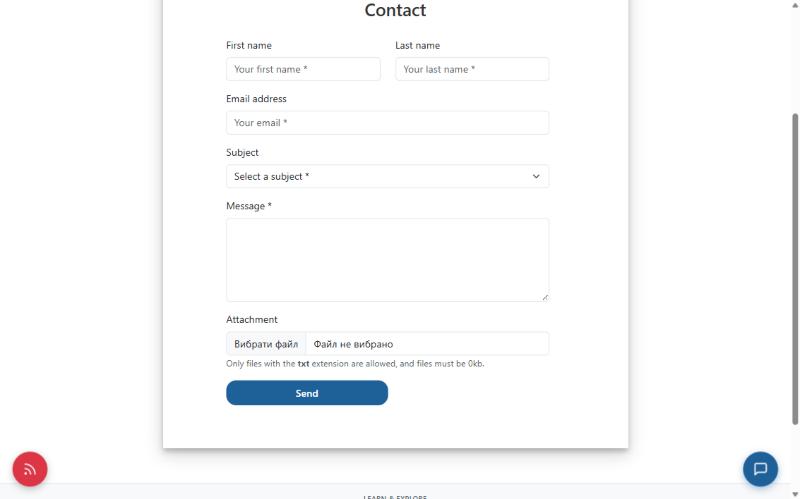 Contact
First name
Last name
Your first name *
Your last name *
Email address
Your email *
Subject
Select a subject *
Message *
Attachment
Вибрати файл
Файл не вибрано
Only files with the txt extension are allowed, and files must be 0kb.
Send
LEARN & EXPLORE